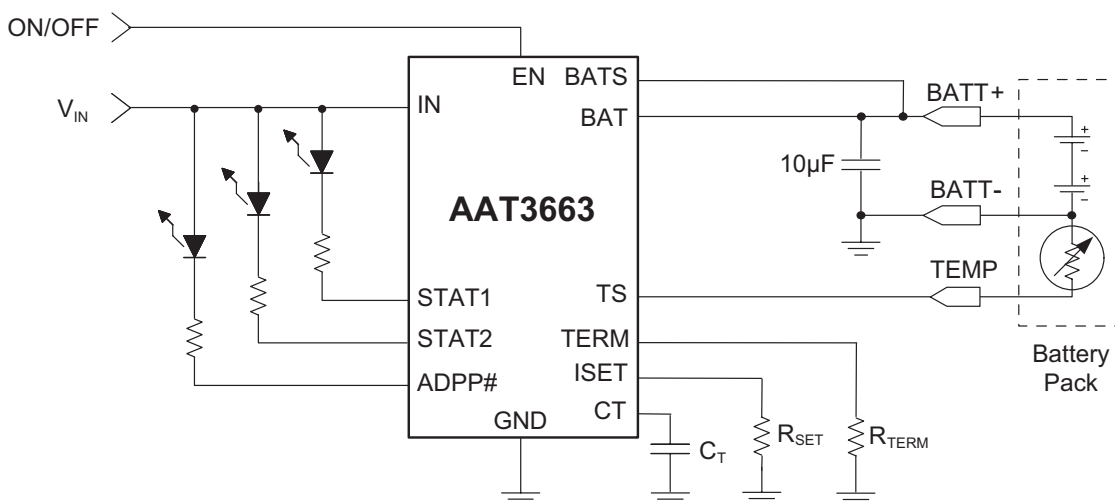 ON/OFF
V_IN
EN
BATS
IN
BAT
BATT+
10µF
BATT-
AAT3663
TEMP
STAT1
TS
STAT2
TERM
ADPP#
ISET
CT
GND
C_T
R_SET
R_TERM
Battery
Pack
+
-
+
-